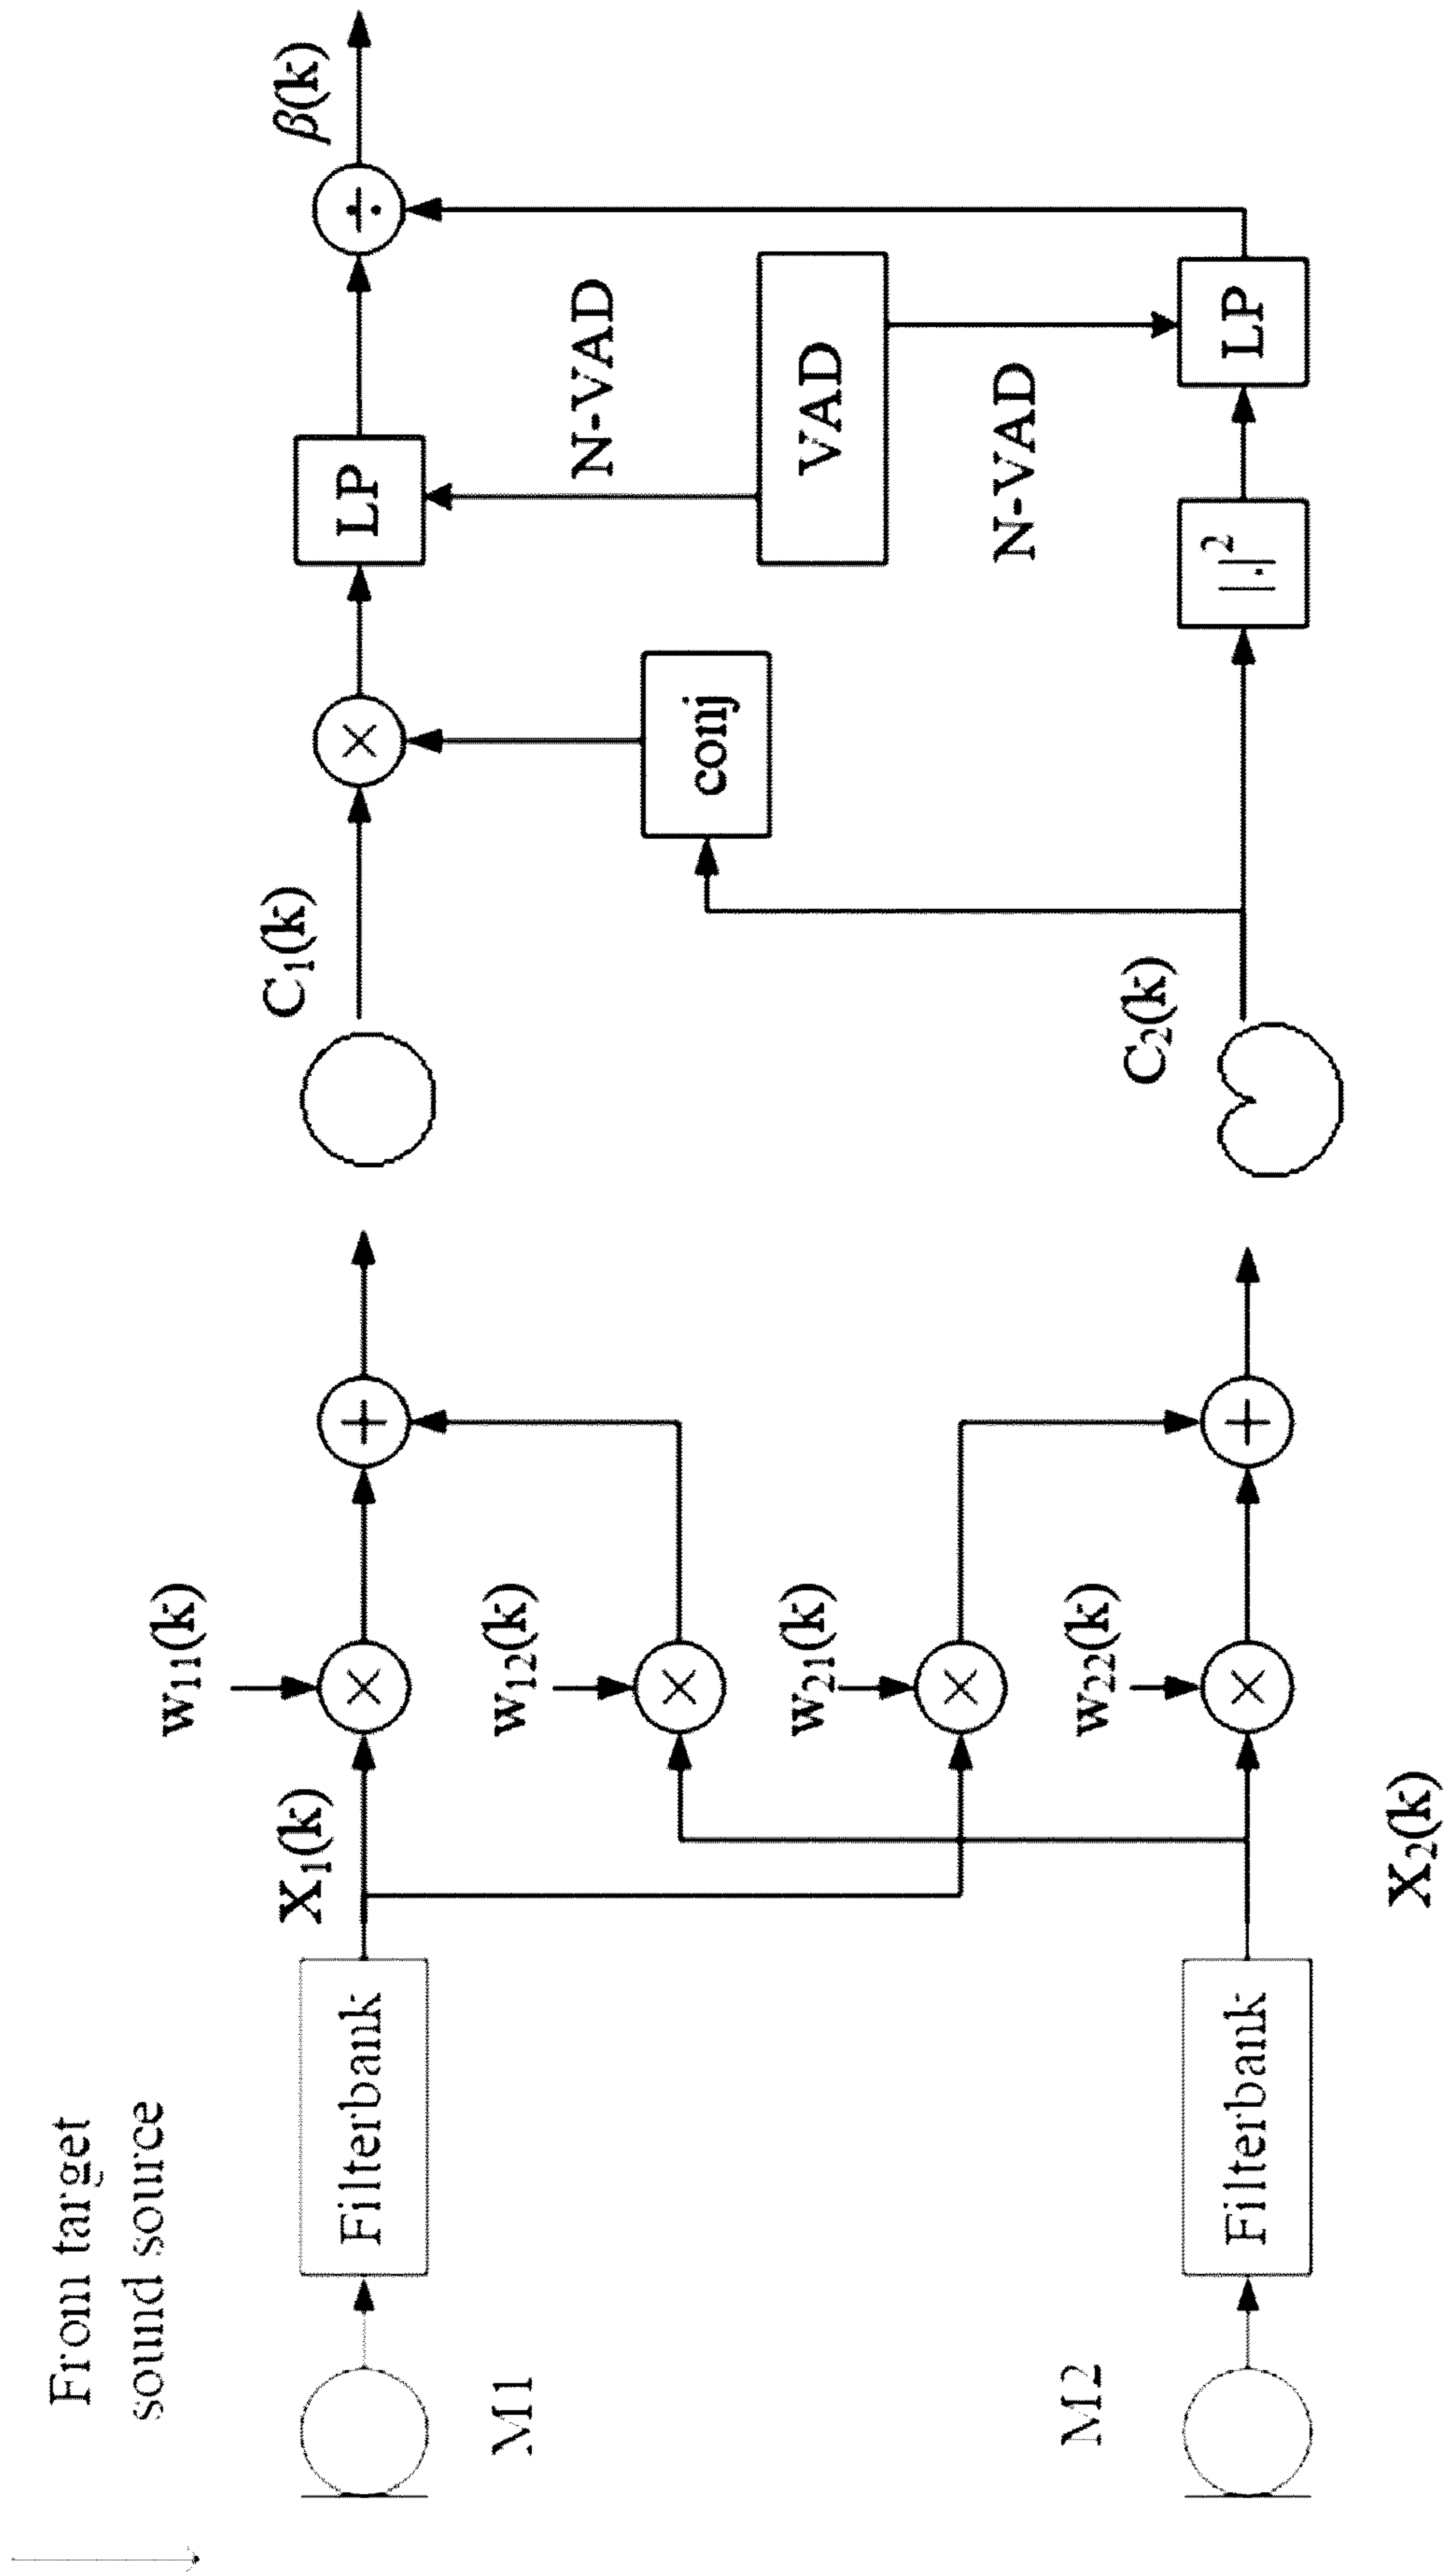 From target
sound source
M1
M2
Filterbank
Filterbank
X₁(k)
X₂(k)
w₁₁(k)
w₁₂(k)
w₂₁(k)
w₂₂(k)
×
×
×
×
+
+
C₁(k)
C₂(k)
×
conj
|.|²
LP
LP
N-VAD
VAD
N-VAD
÷
β(k)